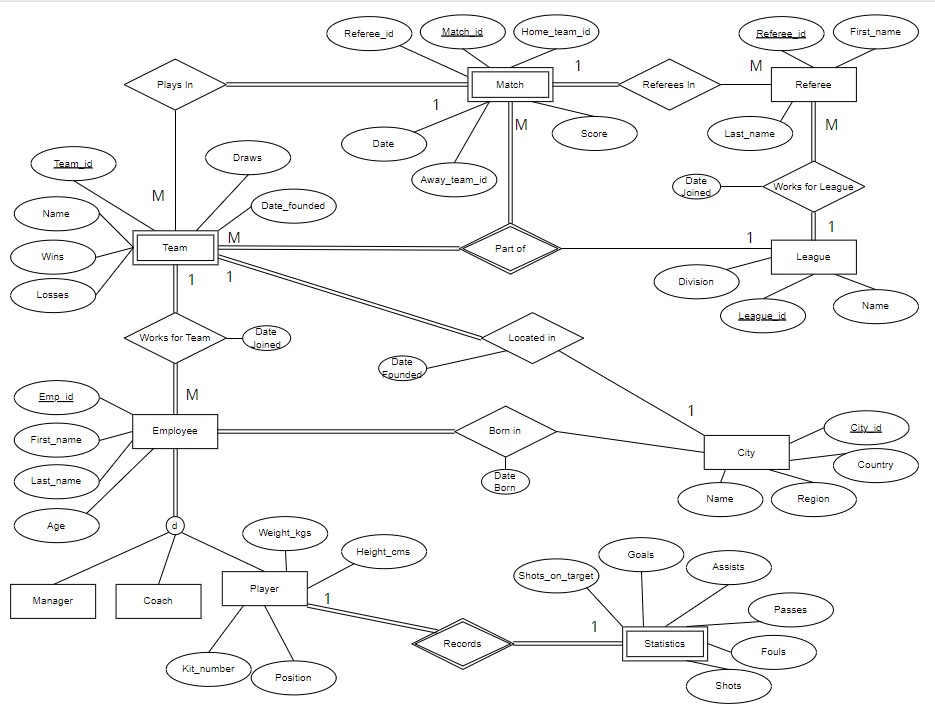 Referee_id
Match_id
Home_team_id
Referee_id
First_name
1
M
Plays In
Match
Referees In
Referee
1
M
M
Date
Score
Last_name
Team_id
Draws
Away_team_id
Date
Joined
Works for League
M
Name
Date_founded
M
1
1
Team
Part of
Wins
League
1
1
Division
Losses
League_id
Name
Works for Team
Date
Joined
Located in
Date
Founded
M
Emp_id
1
First_name
Employee
Born in
City_id
City
Country
Last_name
Date
Born
Name
Region
Age
d
Weight_kgs
Height_cms
Goals
Assists
Shots_on_target
Manager
Coach
Player
1
Passes
1
Records
Statistics
Fouls
Kit_number
Position
Shots